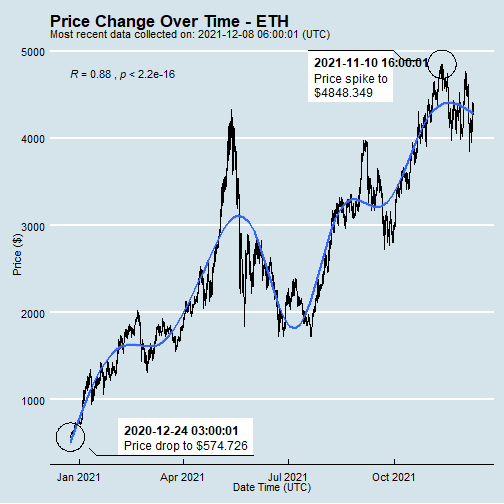 Price Change Over Time - ETH
Most recent data collected on: 2021-12-08 06:00:01 (UTC)
5000
2021-11-10 16:00:01
Price spike to
$4848.349
R = 0.88 , p < 2.2e-16
4000
3000
Price ($)
2000
1000
2020-12-24 03:00:01
Price drop to $574.726
Jan 2021
Apr 2021
Jul 2021
Oct 2021
Date Time (UTC)